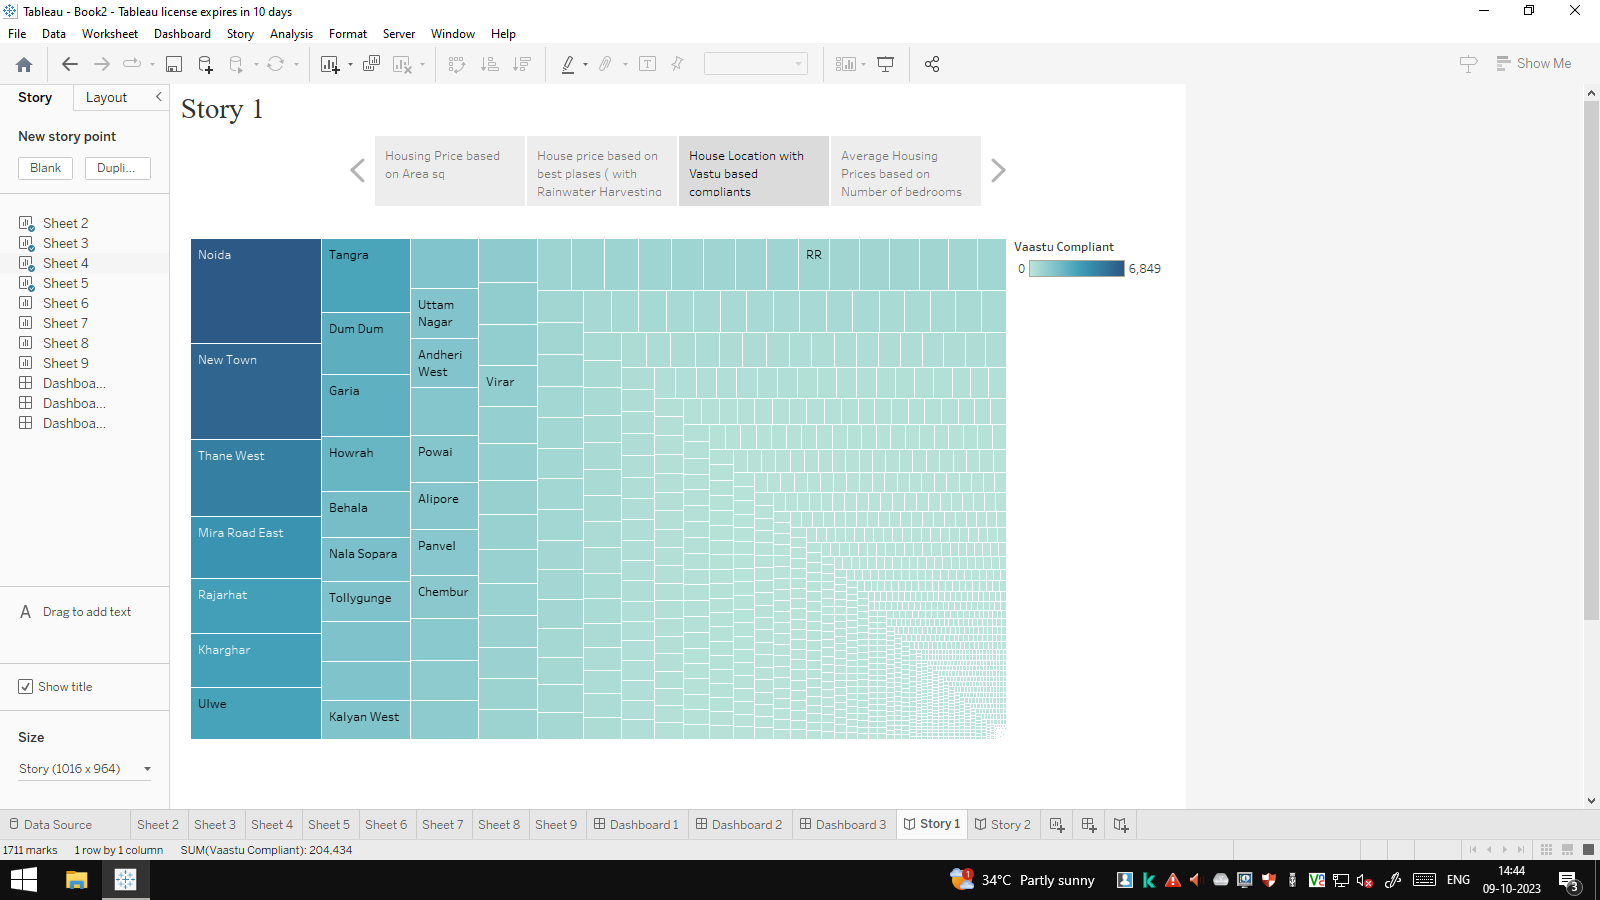 Tableau - Book2 - Tableau license expires in 10 days
File Data Worksheet Dashboard Story Analysis Format Server Window Help
Show Me
Story Layout
New story point
Blank Dupli...
Sheet 2
Sheet 3
Sheet 4
Sheet 5
Sheet 6
Sheet 7
Sheet 8
Sheet 9
Dashboa...
Dashboa...
Dashboa...
A Drag to add text
Show title
Size
Story (1016 x 964)
Story 1
Housing Price based
on Area sq
House price based on
best plases ( with
Rainwater Harvesting
House Location with
Vastu based
compliants
Average Housing
Prices based on
Number of bedrooms
Noida
New Town
Thane West
Mira Road East
Rajarhat
Kharghar
Ulwe
Tangra
Dum Dum
Garia
Howrah
Behala
Nala Sopara
Tollygunge
Kalyan West
Uttam
Nagar
Andheri
West
Powai
Alipore
Panvel
Chembur
Virar
RR
Vaastu Compliant
0 6,849
Data Source Sheet 2 Sheet 3 Sheet 4 Sheet 5 Sheet 6 Sheet 7 Sheet 8 Sheet 9 Dashboard 1 Dashboard 2 Dashboard 3 Story 1 Story 2
1711 marks 1 row by 1 column SUM(Vaastu Compliant): 204,434
1 34°C Partly sunny ENG 14:44
09-10-2023
3